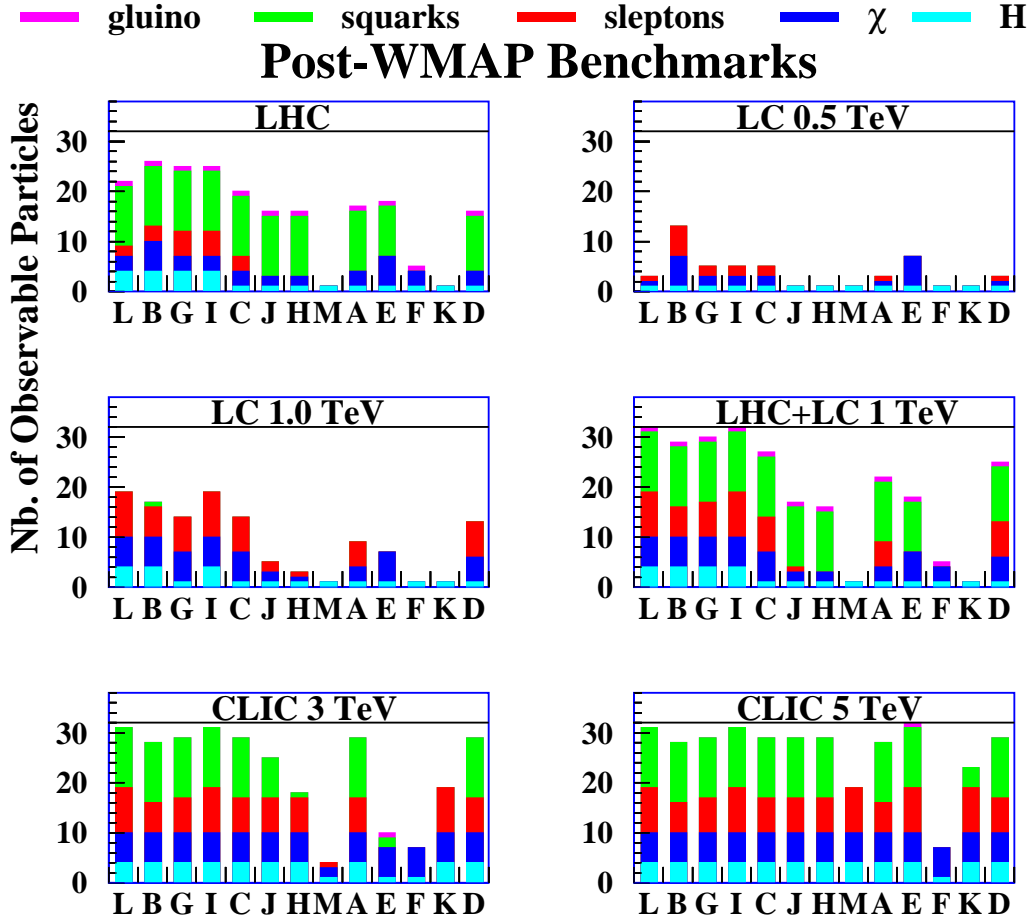 gluino squarks sleptons χ H
Post-WMAP Benchmarks
Nb. of Observable Particles
LHC
30
20
10
0
L B G I C J H M A E F K D
LC 0.5 TeV
30
20
10
0
L B G I C J H M A E F K D
LC 1.0 TeV
30
20
10
0
L B G I C J H M A E F K D
LHC+LC 1 TeV
30
20
10
0
L B G I C J H M A E F K D
CLIC 3 TeV
30
20
10
0
L B G I C J H M A E F K D
CLIC 5 TeV
30
20
10
0
L B G I C J H M A E F K D